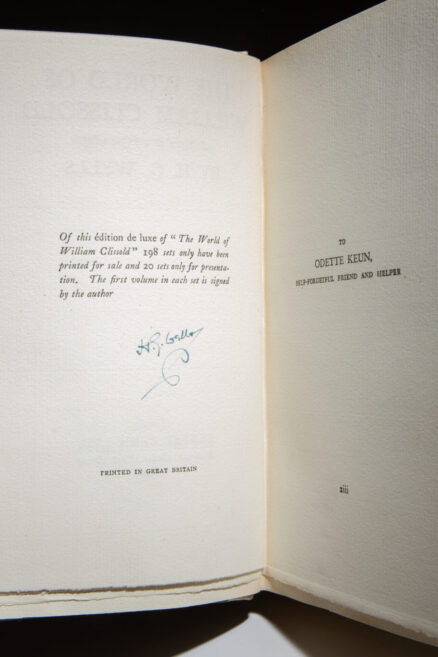 Of this édition de luxe of "The World of
William Clissold" 198 sets only have been
printed for sale and 20 sets only for presenta-
tion. The first volume in each set is signed
by the author
H. G. Wells
PRINTED IN GREAT BRITAIN
TO
ODETTE KEUN,
SELF-FORGETFUL FRIEND AND HELPER
xiii